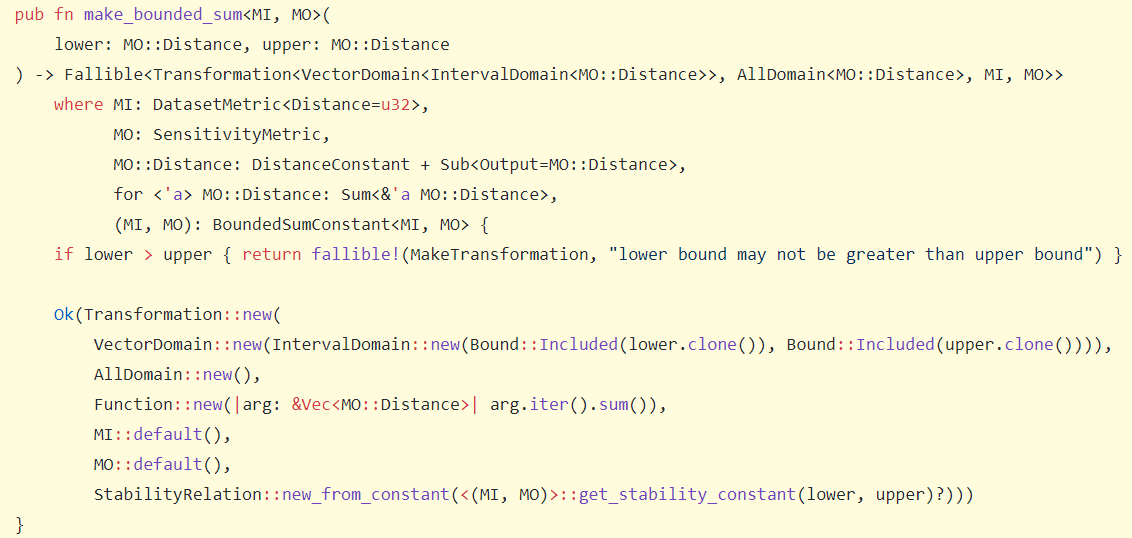 pub fn make_bounded_sum<MI, MO>(
    lower: MO::Distance, upper: MO::Distance
) -> Fallible<Transformation<VectorDomain<IntervalDomain<MO::Distance>>, AllDomain<MO::Distance>, MI, MO>>
    where MI: DatasetMetric<Distance=u32>,
          MO: SensitivityMetric,
          MO::Distance: DistanceConstant + Sub<Output=MO::Distance>,
          for <'a> MO::Distance: Sum<&'a MO::Distance>,
          (MI, MO): BoundedSumConstant<MI, MO> {
    if lower > upper { return fallible!(MakeTransformation, "lower bound may not be greater than upper bound") }

    Ok(Transformation::new(
        VectorDomain::new(IntervalDomain::new(Bound::Included(lower.clone()), Bound::Included(upper.clone()))),
        AllDomain::new(),
        Function::new(|arg: &Vec<MO::Distance>| arg.iter().sum()),
        MI::default(),
        MO::default(),
        StabilityRelation::new_from_constant(<(MI, MO)>::get_stability_constant(lower, upper)?)))
}